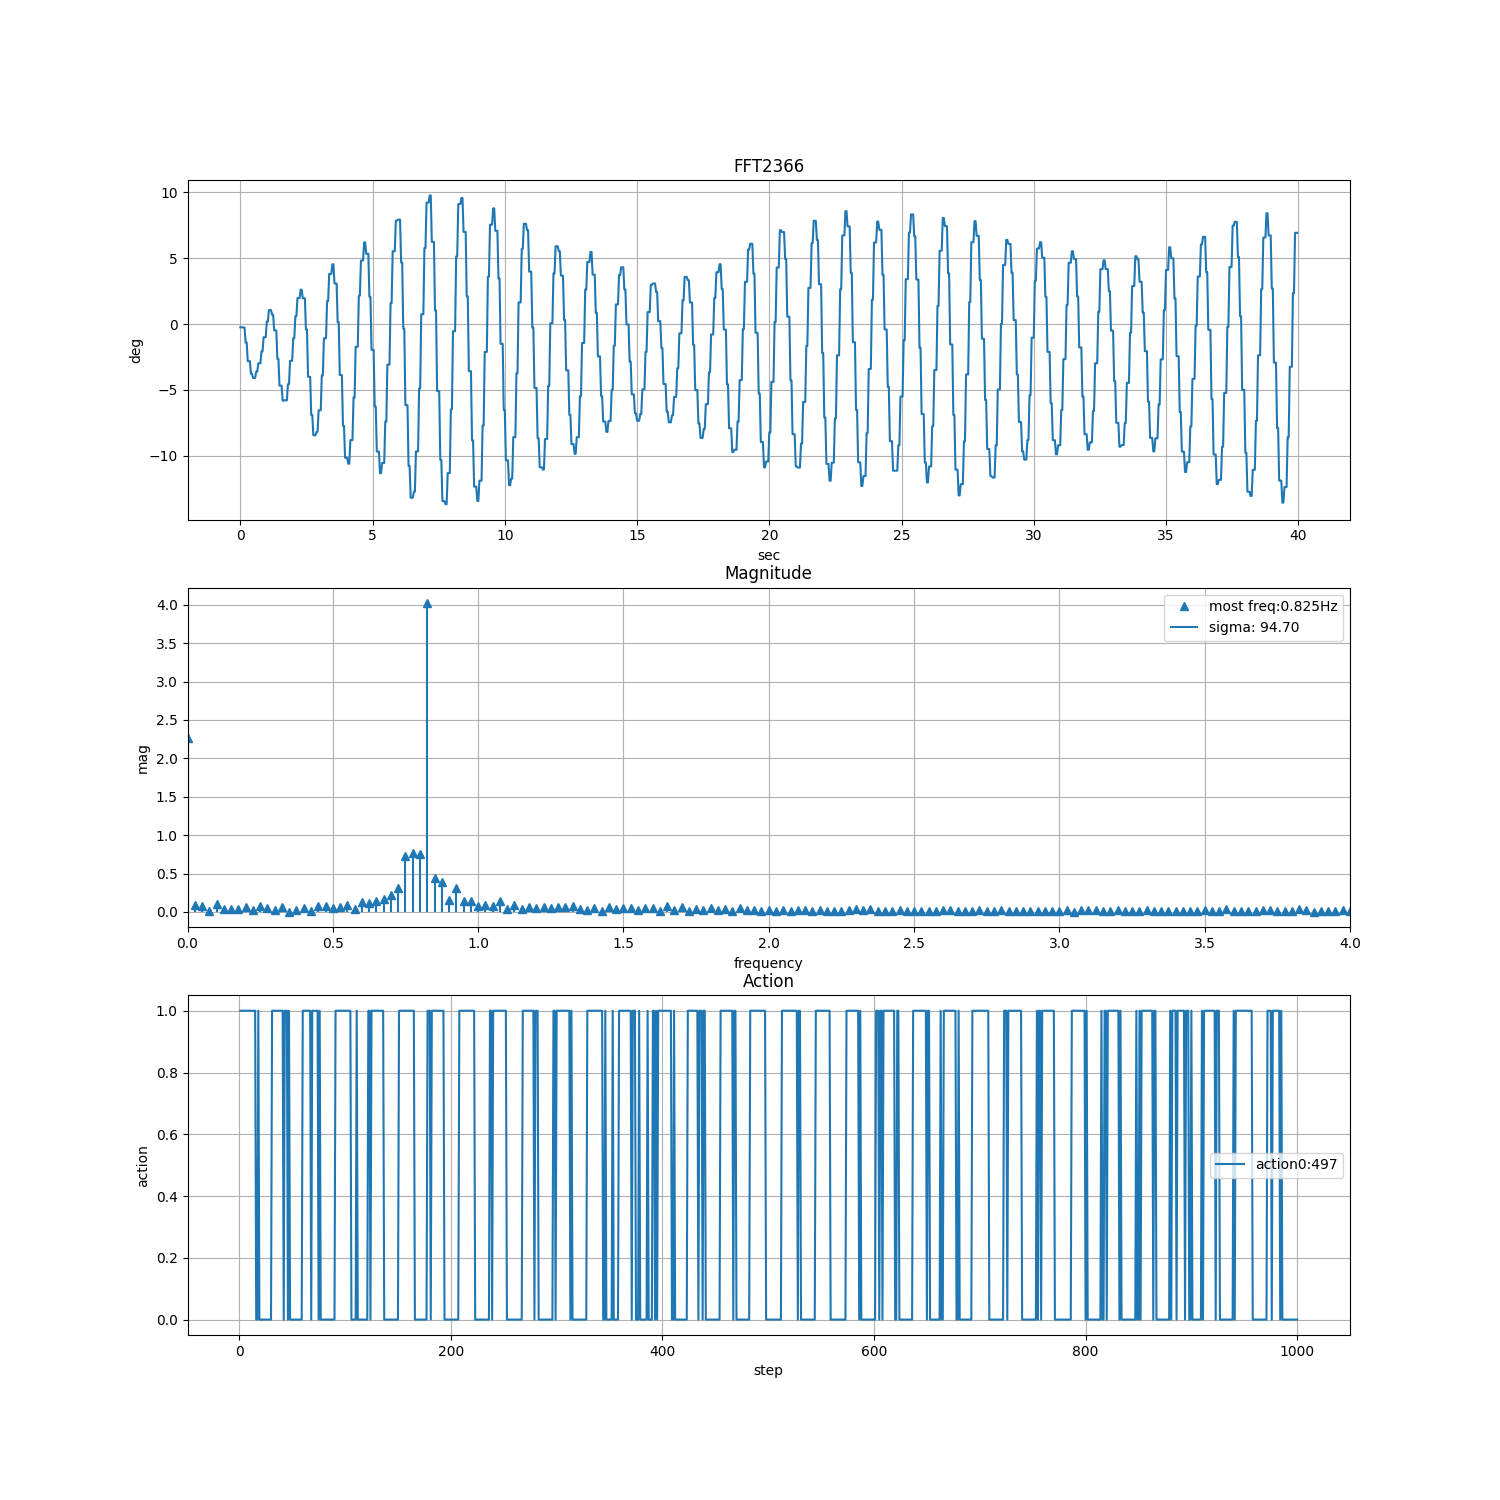 FFT2366
10
5
0
−5
−10
deg
0 5 10 15 20 25 30 35 40
sec
Magnitude
4.0
3.5
3.0
2.5
2.0
1.5
1.0
0.5
0.0
mag
most freq:0.825Hz
sigma: 94.70
0.0 0.5 1.0 1.5 2.0 2.5 3.0 3.5 4.0
frequency
Action
1.0
0.8
0.6
0.4
0.2
0.0
action
action0:497
0 200 400 600 800 1000
step